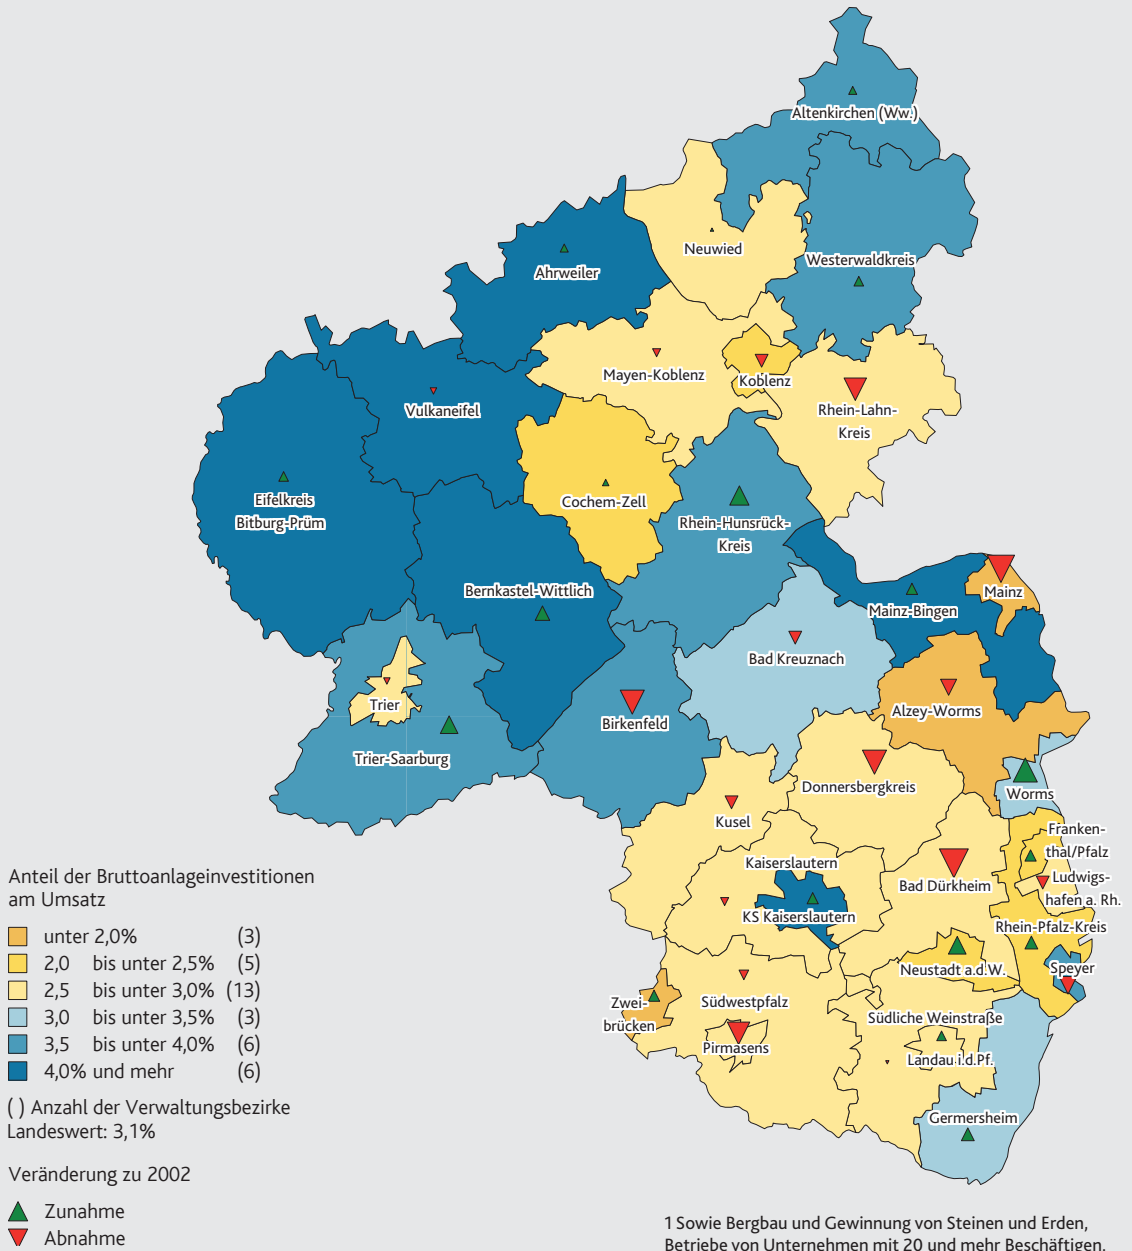 Altenkirchen (Ww.)
Neuwied
Westerwaldkreis
Ahrweiler
Mayen-Koblenz
Koblenz
Rhein-Lahn-
Kreis
Vulkaneifel
Eifelkreis
Bitburg-Prüm
Cochem-Zell
Rhein-Hunsrück-
Kreis
Bernkastel-Wittlich
Mainz
Mainz-Bingen
Bad Kreuznach
Trier
Birkenfeld
Alzey-Worms
Trier-Saarburg
Donnersbergkreis
Worms
Kusel
Franken-
thal/Pfalz
Kaiserslautern
Ludwigs-
hafen a. Rh.
Bad Dürkheim
KS Kaiserslautern
Rhein-Pfalz-Kreis
Neustadt a.d.W.
Speyer
Zwei-
brücken
Südwestpfalz
Südliche Weinstraße
Pirmasens
Landau i.d.Pf.
Germersheim
Anteil der Bruttoanlageinvestitionen
am Umsatz
unter 2,0% (3)
2,0 bis unter 2,5% (5)
2,5 bis unter 3,0% (13)
3,0 bis unter 3,5% (3)
3,5 bis unter 4,0% (6)
4,0% und mehr (6)
( ) Anzahl der Verwaltungsbezirke
Landeswert: 3,1%
Veränderung zu 2002
Zunahme
Abnahme
1 Sowie Bergbau und Gewinnung von Steinen und Erden,
Betriebe von Unternehmen mit 20 und mehr Beschäftigen.